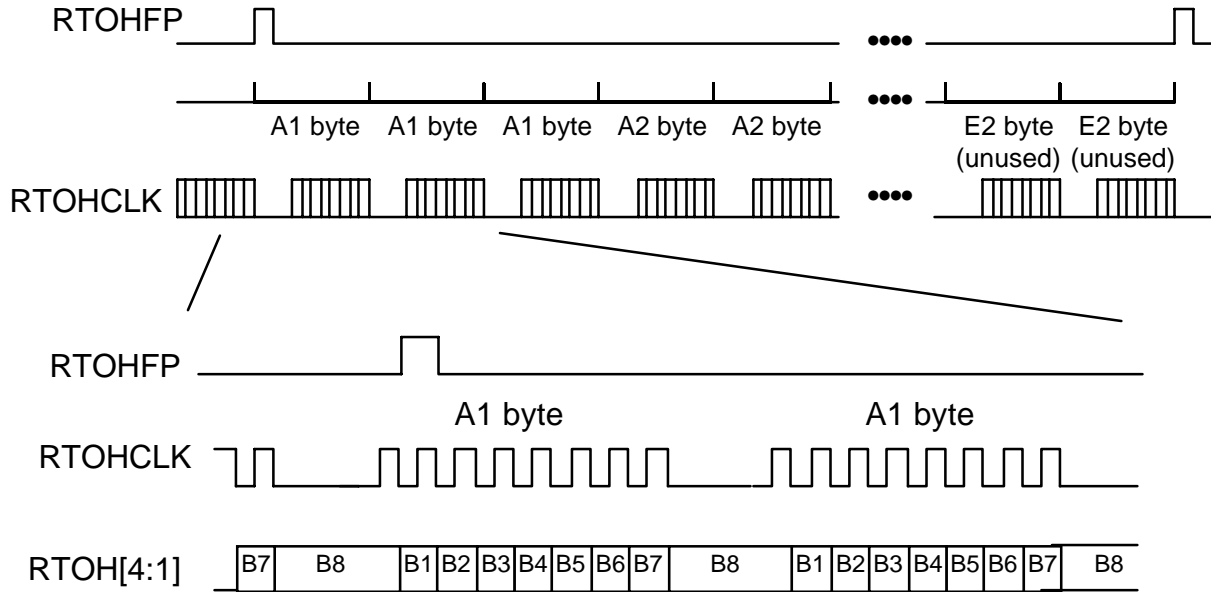 RTOHFP
A1 byte A1 byte A1 byte A2 byte A2 byte E2 byte E2 byte
(unused) (unused)
RTOHCLK
RTOHFP
A1 byte A1 byte
RTOHCLK
RTOH[4:1] B7 B8 B1 B2 B3 B4 B5 B6 B7 B8 B1 B2 B3 B4 B5 B6 B7 B8